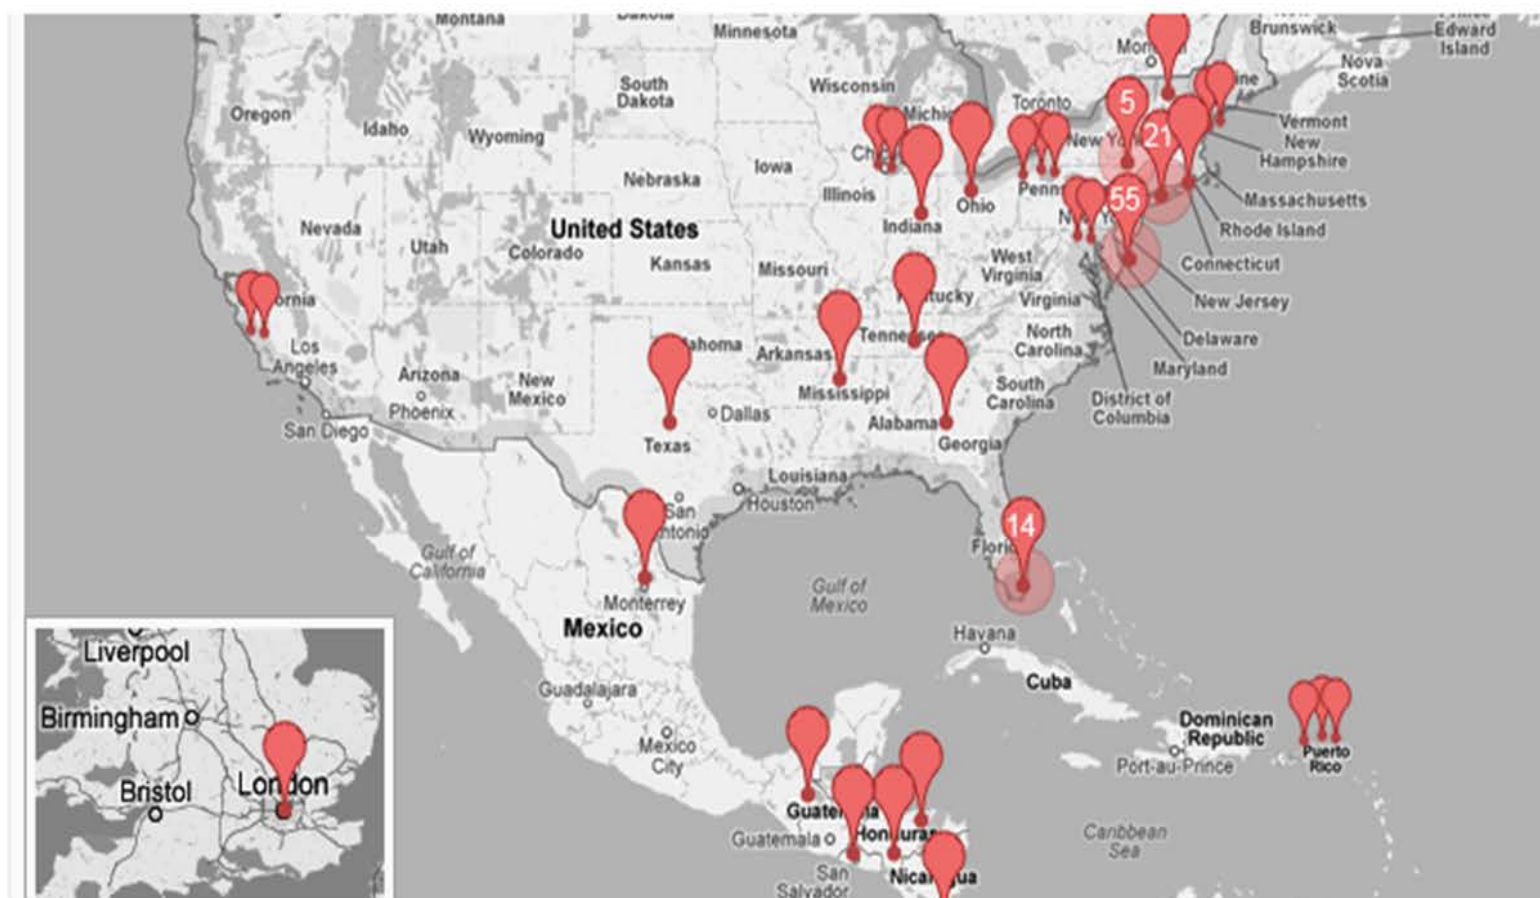 Montana
Dakota
Minnesota
Brunswick
Prince
Edward
Island
Nova
Scotia
Oregon
Idaho
Wyoming
South
Dakota
Wisconsin
Toronto
5
Vermont
New
Hampshire
21
Iowa
Nebraska
Illinois
Indiana
Ohio
55
Massachusetts
Rhode Island
Connecticut
Nevada
Utah
Colorado
United States
Kansas
Missouri
West
Virginia
Virginia
New Jersey
Delaware
Maryland
District of
Columbia
Los
Angeles
San Diego
Arizona
Phoenix
New
Mexico
Arkansas
North
Carolina
South
Carolina
Mississippi
Alabama
Georgia
Dallas
Texas
Louisiana
Houston
San
14
Gulf of
California
Monterrey
Mexico
Gulf of
Mexico
Havana
Cuba
Guadalajara
Mexico
City
Dominican
Republic
Port-au-Prince
Puerto
Rico
Guatemala
San
Salvador
Caribbean
Sea
Liverpool
Birmingham
Bristol
London